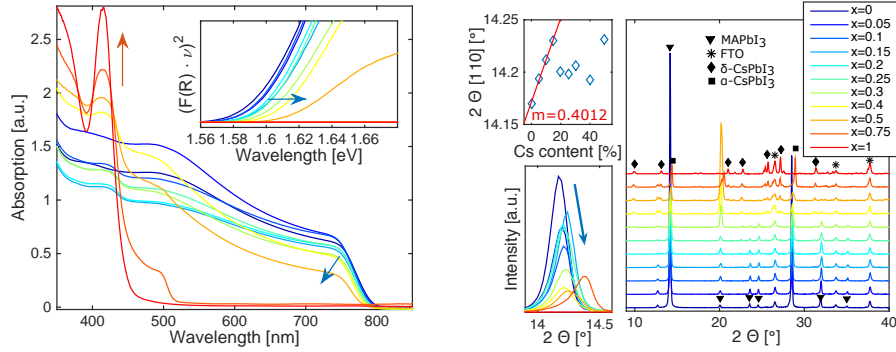 Absorption [a.u.]
2.5
2
1.5
1
0.5
0
400
500
600
700
800
Wavelength [nm]
(F(R) · ν)²
1.56
1.58
1.6
1.62
1.64
1.66
Wavelength [eV]
2 Θ [110] [°]
14.25
14.2
14.15
m=0.4012
0
20
40
Cs content [%]
Intensity [a.u.]
14
14.5
2 Θ [°]
MAPbI₃
FTO
δ-CsPbI₃
α-CsPbI₃
10
20
30
40
2 Θ [°]
x=0
x=0.05
x=0.1
x=0.15
x=0.2
x=0.25
x=0.3
x=0.4
x=0.5
x=0.75
x=1